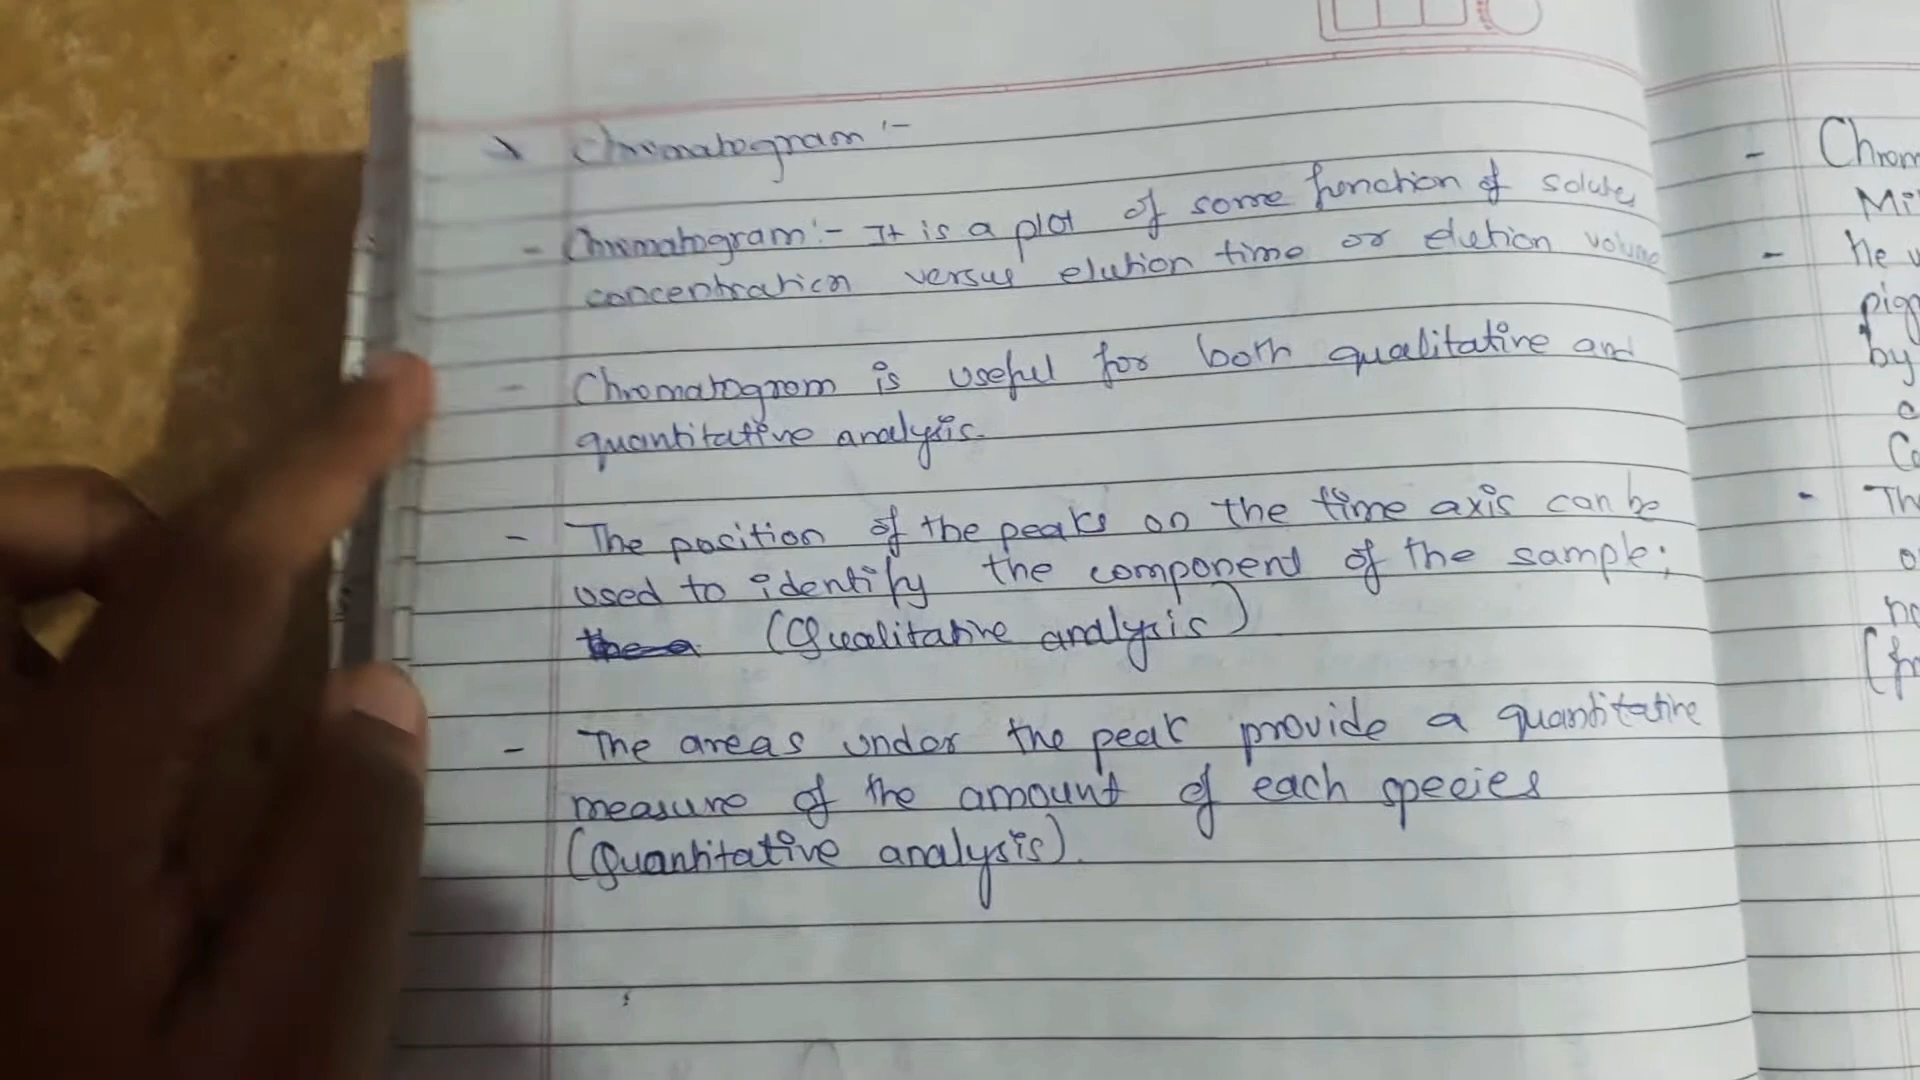 Chromatogram :-
- Chromatogram :- It is a plot of some function of solute
concentration versus elution time or elution volume
- Chromatogram is useful for both qualitative and
quantitative analysis.
- The position of the peaks on the time axis can be
used to identify the component of the sample;
(Qualitative analysis)
- The areas under the peak provide a quantitative
measure of the amount of each species
(Quantitative analysis).
- Chrom
Mi
- He
pig
by
c
Co
- Th
o
no